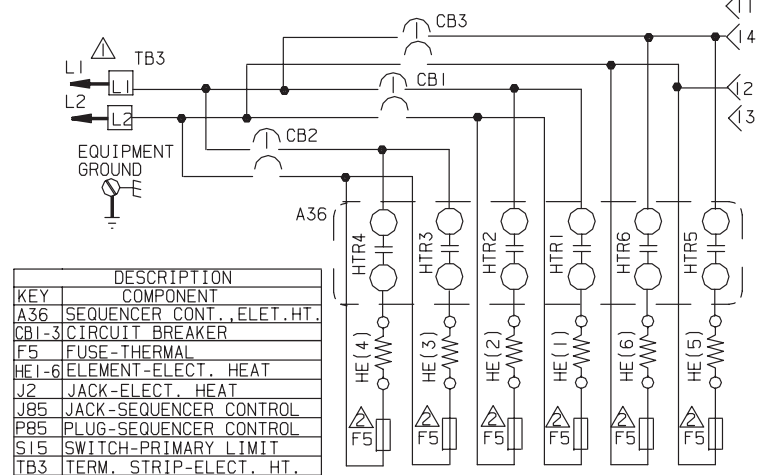 11
CB3
14
1
TB3
L1
L1
CB1
12
L2
L2
13
CB2
EQUIPMENT
GROUND
A36
HTR4
HTR3
HTR2
HTR1
HTR6
HTR5
HE(4)
HE(3)
HE(2)
HE(1)
HE(6)
HE(5)
2
F5
2
F5
2
F5
2
F5
2
F5
2
F5
DESCRIPTION
KEY COMPONENT
A36 SEQUENCER CONT.,ELET.HT.
CB1-3 CIRCUIT BREAKER
F5 FUSE-THERMAL
HE1-6 ELEMENT-ELECT. HEAT
J2 JACK-ELECT. HEAT
J85 JACK-SEQUENCER CONTROL
P85 PLUG-SEQUENCER CONTROL
S15 SWITCH-PRIMARY LIMIT
TB3 TERM. STRIP-ELECT. HT.